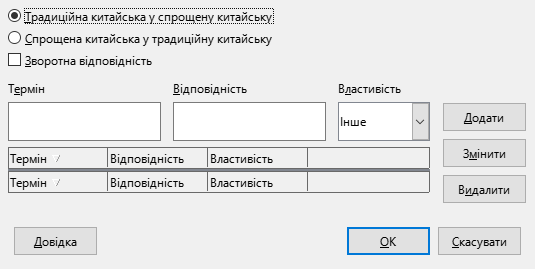 Традиційна китайська у спрощену китайську
Спрощена китайська у традиційну китайську
Зворотна відповідність
Термін Відповідність Властивість
Інше Додати
Термін Відповідність Властивість Змінити
Термін Відповідність Властивість Видалити
Довідка ОК Скасувати